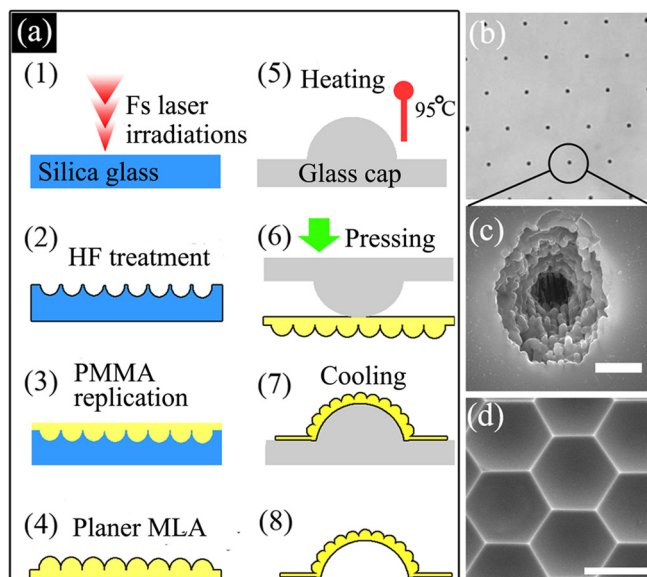 (a)
(1)
Fs laser
irradiations
Silica glass
(2)
HF treatment
(3)
PMMA
replication
(4)
Planer MLA
(5)
Heating
95°C
Glass cap
(6)
Pressing
(7)
Cooling
(8)
(b)
(c)
(d)